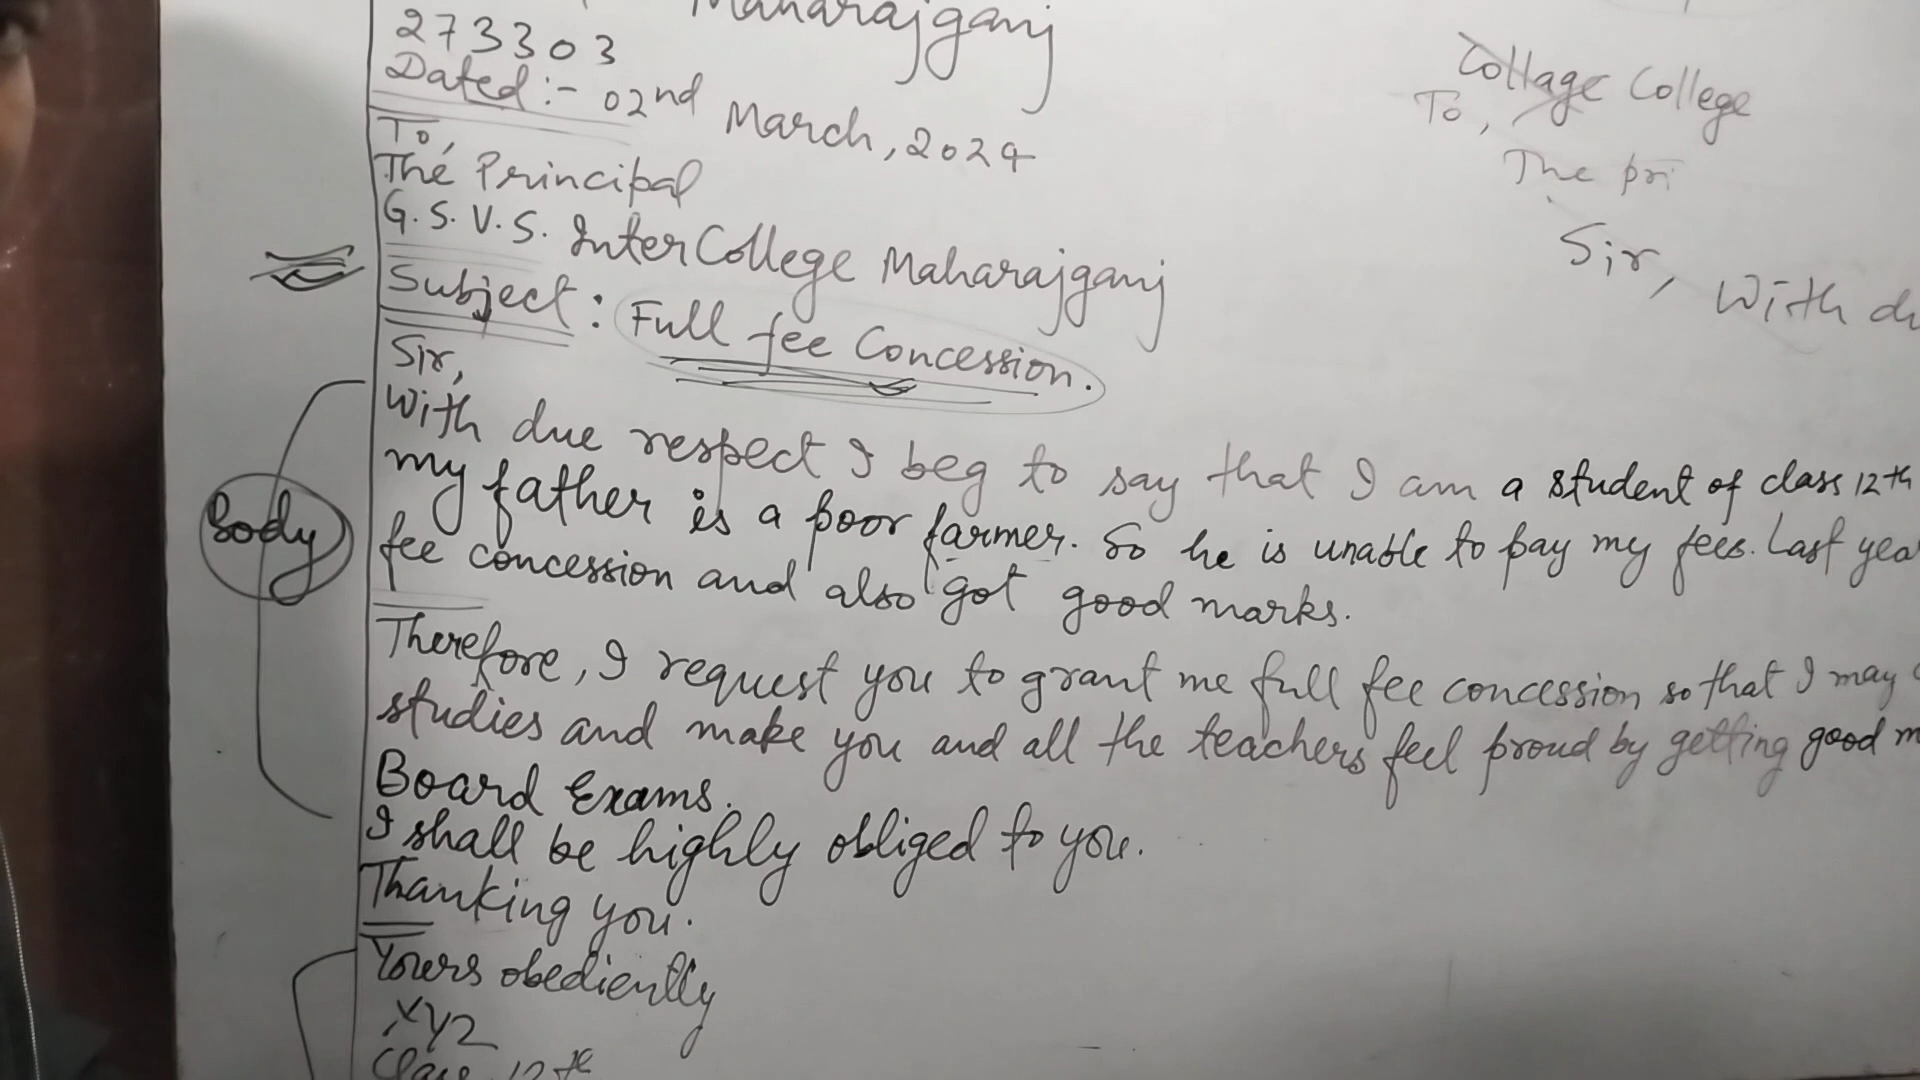 Maharajganj
273303
Dated:- 02nd March, 2024
To,
The Principal
G.S.V.S. Inter College Maharajganj
Subject: Full fee Concession.
Sir,
With due respect I beg to say that I am a student of class 12th
my father is a poor farmer. So he is unable to pay my fees. Last yea
fee concession and also got good marks.
Therefore, I request you to grant me full fee concession so that I may
studies and make you and all the teachers feel proud by getting good m
Board Exams.
I shall be highly obliged to you.
Thanking you.
Yours obediently
XYZ
Class 12th
Body
Collage College
To,
The pri
Sir,
With du